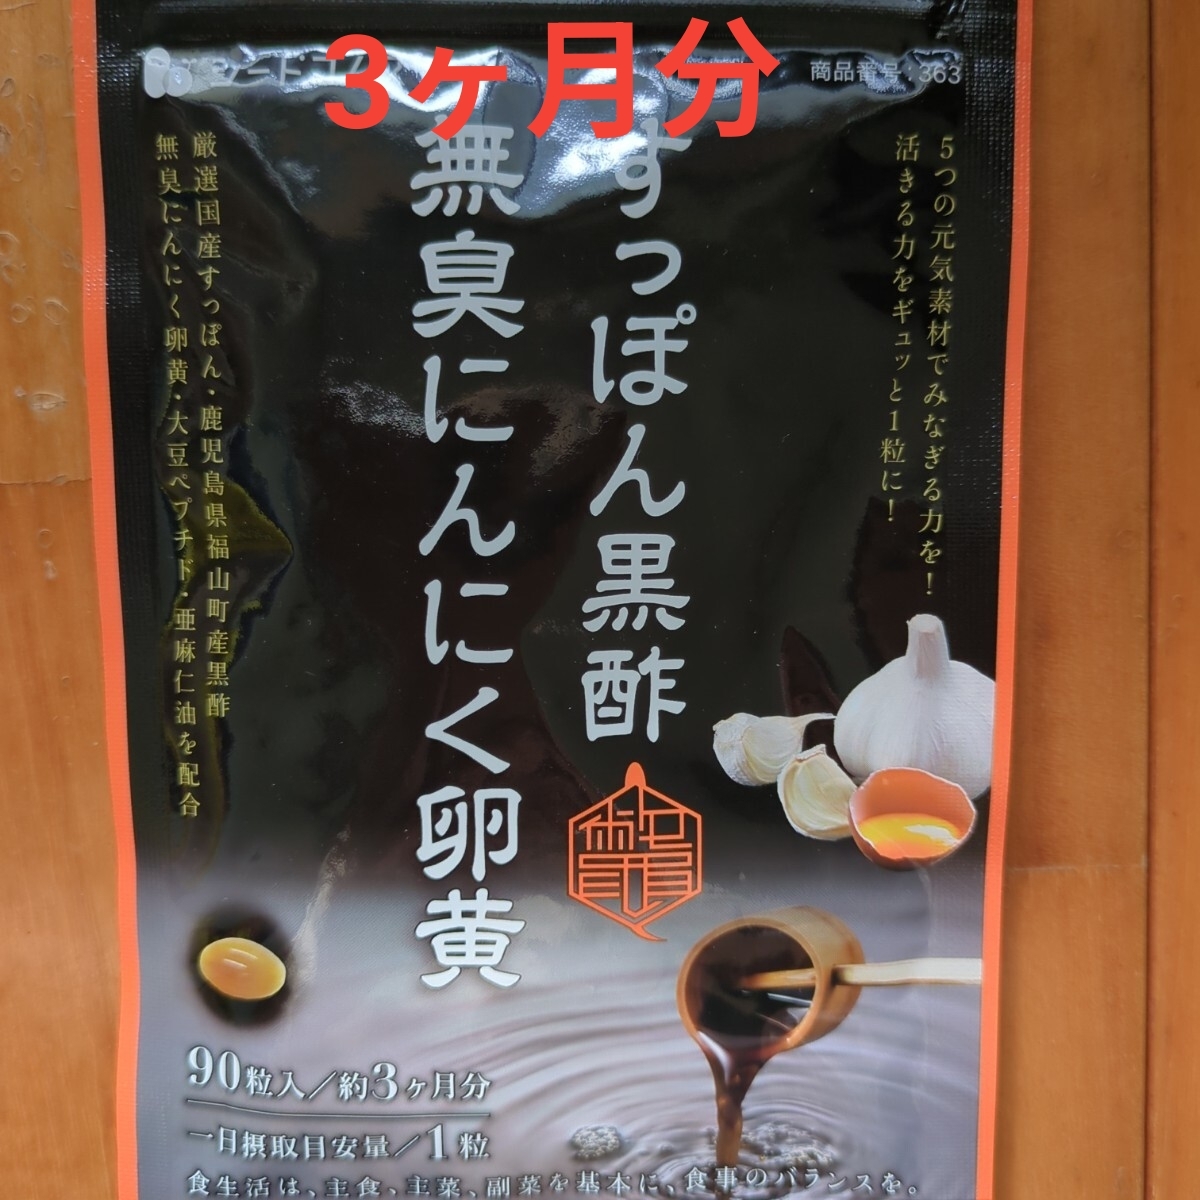 3ヶ月分
シードコムス
商品番号:363
5つの元気素材でみなぎる力を!
活きる力をギュッと1粒に!
すっぽん黒酢
無臭にんにく卵黄
厳選国産すっぽん・鹿児島県福山町産黒酢
無臭にんにく卵黄・大豆ペプチド・亜麻仁油を配合
90粒入/約3ヶ月分
一日摂取目安量/1粒
食生活は、主食、主菜、副菜を基本に、食事のバランスを。